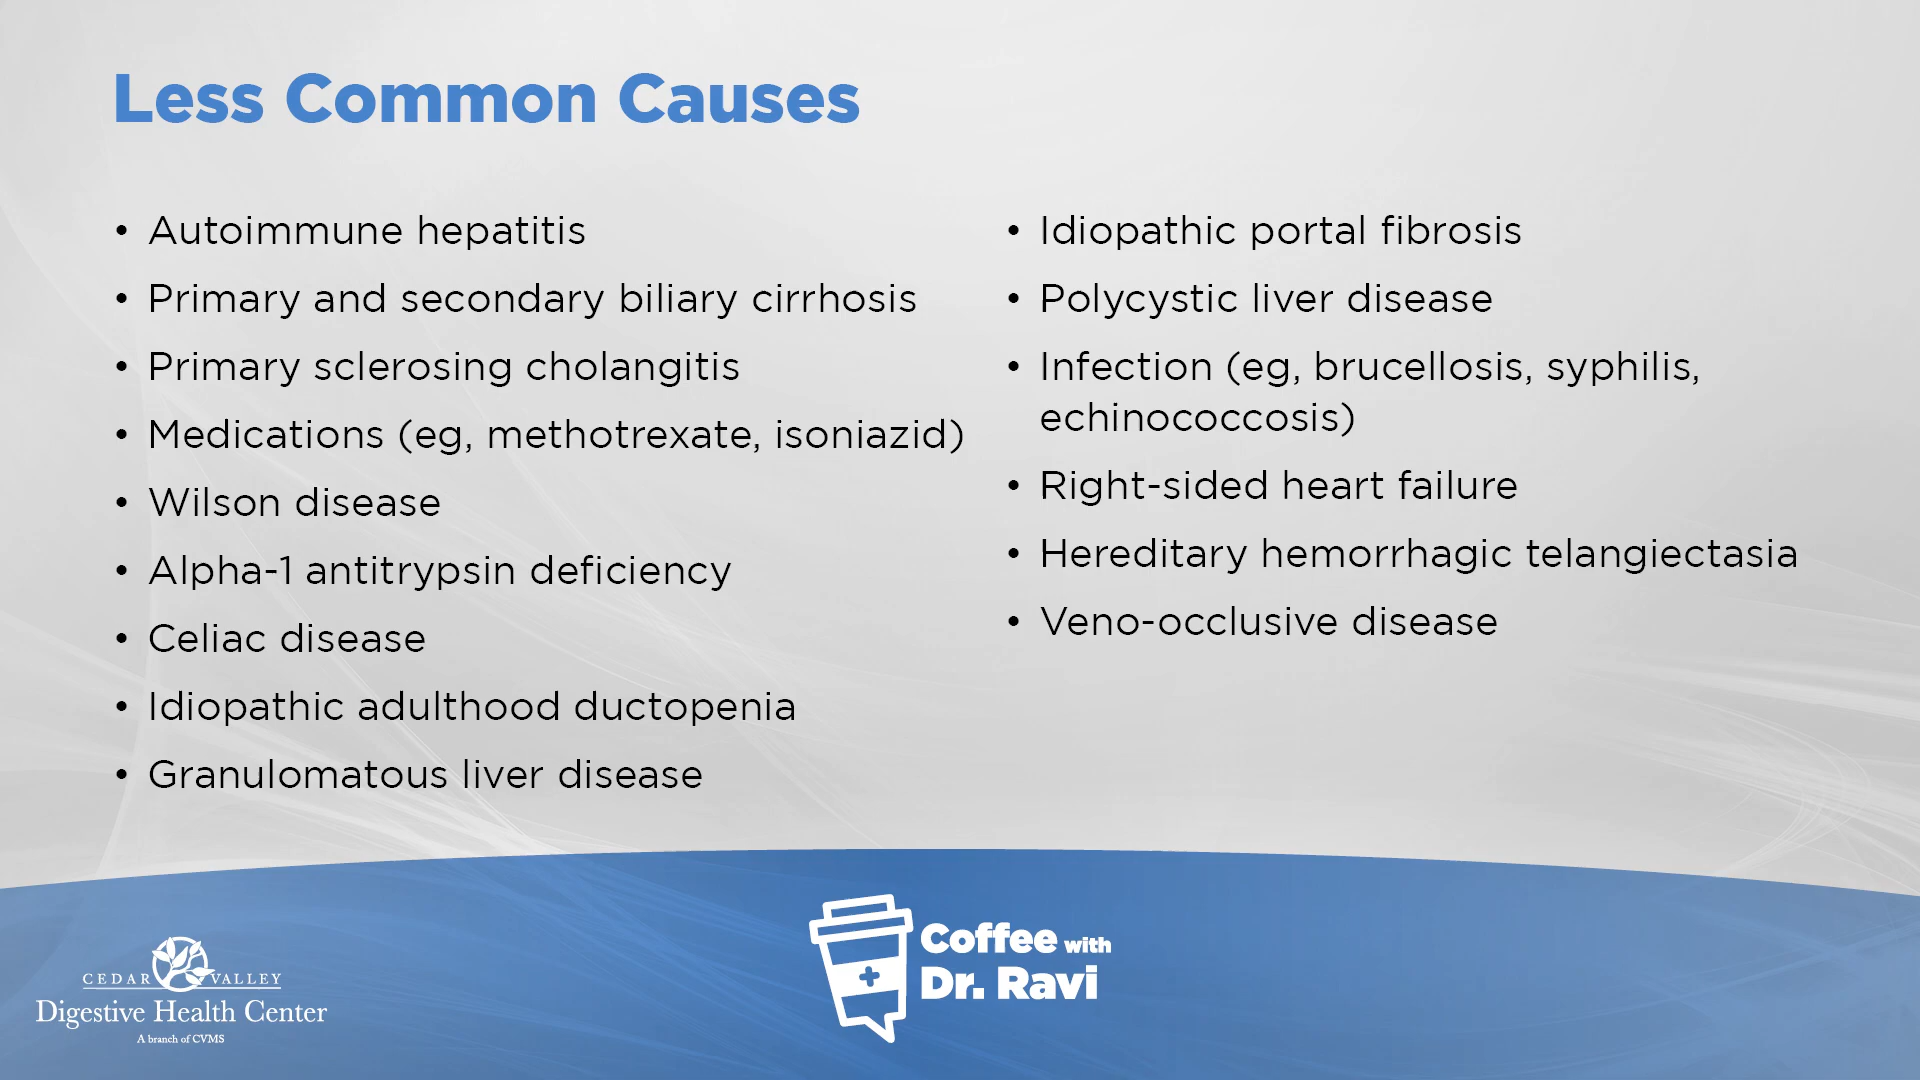 Less Common Causes
• Autoimmune hepatitis
• Primary and secondary biliary cirrhosis
• Primary sclerosing cholangitis
• Medications (eg, methotrexate, isoniazid)
• Wilson disease
• Alpha-1 antitrypsin deficiency
• Celiac disease
• Idiopathic adulthood ductopenia
• Granulomatous liver disease
• Idiopathic portal fibrosis
• Polycystic liver disease
• Infection (eg, brucellosis, syphilis,
echinococcosis)
• Right-sided heart failure
• Hereditary hemorrhagic telangiectasia
• Veno-occlusive disease
CEDAR VALLEY
Digestive Health Center
A branch of CVMS
Coffee with
Dr. Ravi